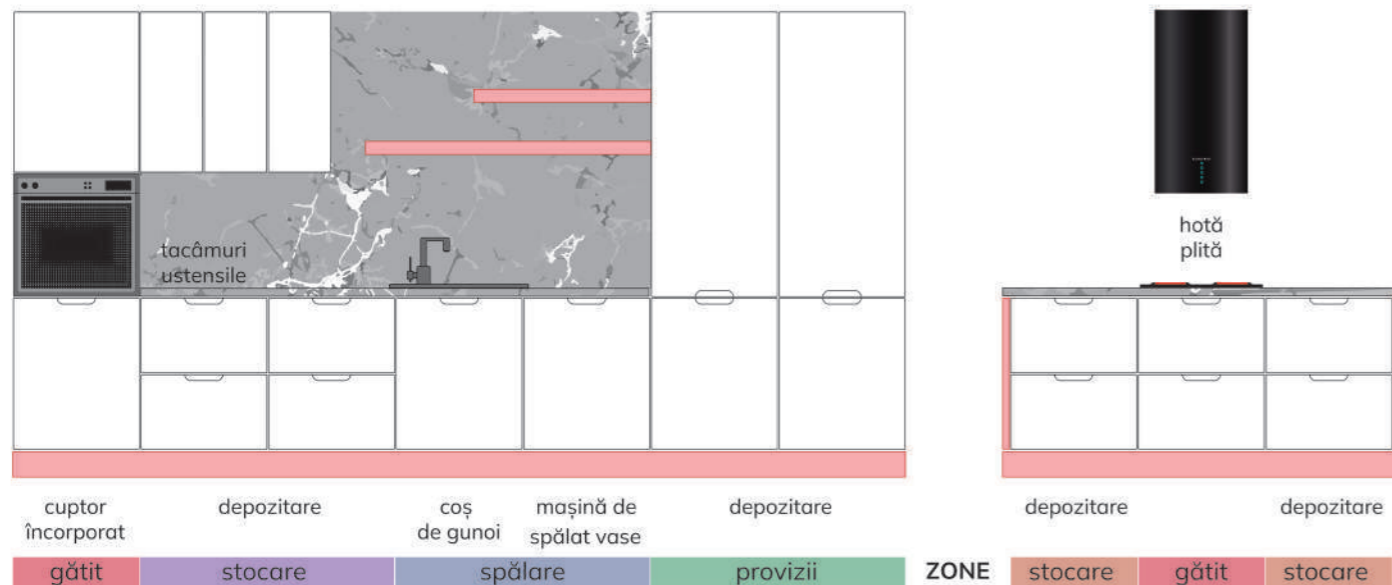 tacâmuri
ustensile
hotă
plită
cuptor
încorporat
depozitare
coș
de gunoi
mașină de
spălat vase
depozitare
depozitare
depozitare
gătit
stocare
spălare
provizii
ZONE
stocare
gătit
stocare